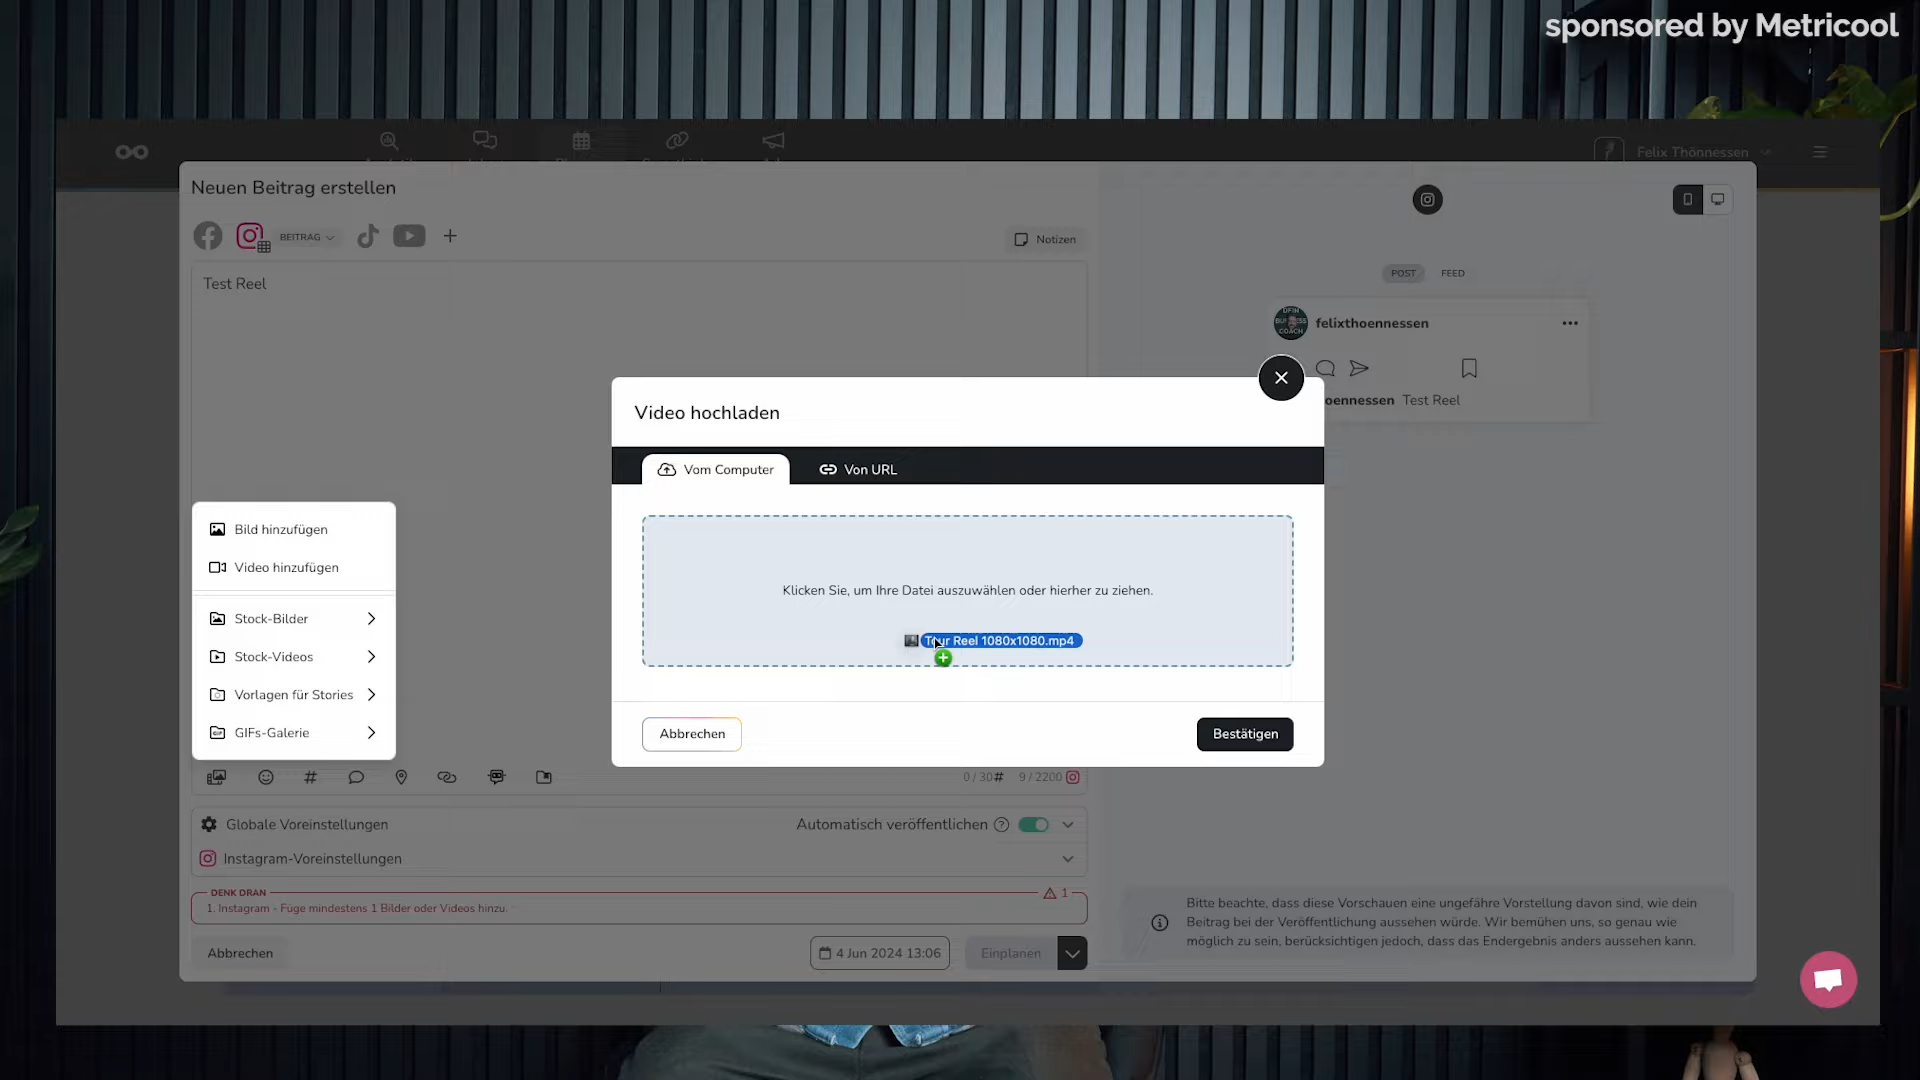 sponsored by Metricool
Felix Thönnessen
Neuen Beitrag erstellen
BEITRAG
Notizen
Test Reel
POST
FEED
felixthoennessen
oennessen Test Reel
Video hochladen
Vom Computer
Von URL
Klicken Sie, um Ihre Datei auszuwählen oder hierher zu ziehen.
Tour Reel 1080x1080.mp4
Abbrechen
Bestätigen
Bild hinzufügen
Video hinzufügen
Stock-Bilder
Stock-Videos
Vorlagen für Stories
GIFs-Galerie
0 / 30# 9 / 2200
Globale Voreinstellungen
Automatisch veröffentlichen
Instagram-Voreinstellungen
DENK DRAN
1
1. Instagram - Füge mindestens 1 Bilder oder Videos hinzu.
Abbrechen
4 Jun 2024 13:06
Einplanen
Bitte beachte, dass diese Vorschauen eine ungefähre Vorstellung davon sind, wie dein
Beitrag bei der Veröffentlichung aussehen würde. Wir bemühen uns, so genau wie
möglich zu sein, berücksichtigen jedoch, dass das Endergebnis anders aussehen kann.